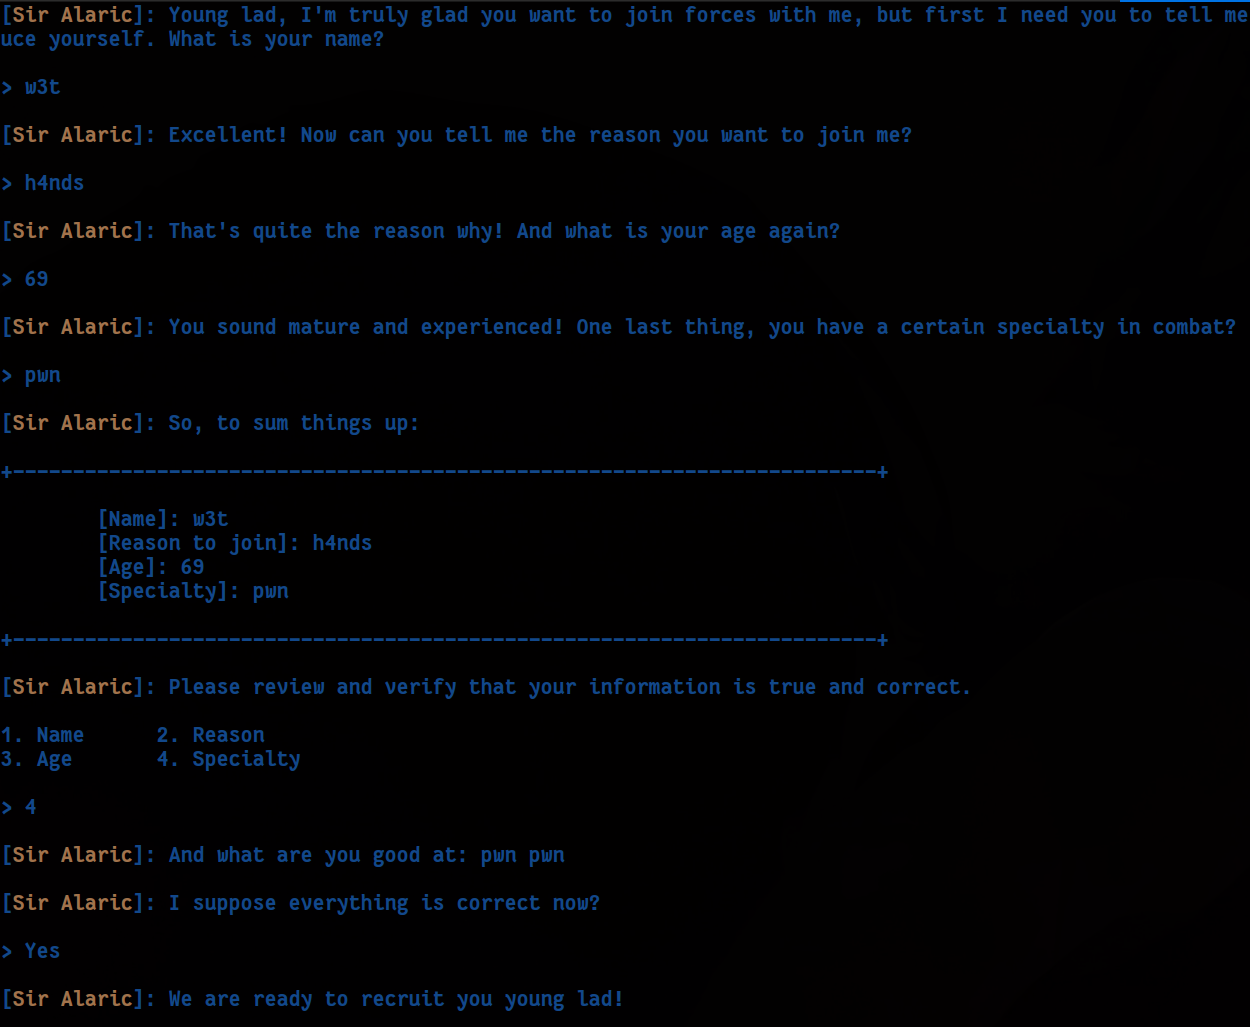 [Sir Alaric]: Young lad, I'm truly glad you want to join forces with me, but first I need you to tell me
uce yourself. What is your name?
> w3t
[Sir Alaric]: Excellent! Now can you tell me the reason you want to join me?
> h4nds
[Sir Alaric]: That's quite the reason why! And what is your age again?
> 69
[Sir Alaric]: You sound mature and experienced! One last thing, you have a certain specialty in combat?
> pwn
[Sir Alaric]: So, to sum things up:
+------------------------------------------------------------------------+
[Name]: w3t
[Reason to join]: h4nds
[Age]: 69
[Specialty]: pwn
+------------------------------------------------------------------------+
[Sir Alaric]: Please review and verify that your information is true and correct.
1. Name      2. Reason
3. Age       4. Specialty
> 4
[Sir Alaric]: And what are you good at: pwn pwn
[Sir Alaric]: I suppose everything is correct now?
> Yes
[Sir Alaric]: We are ready to recruit you young lad!